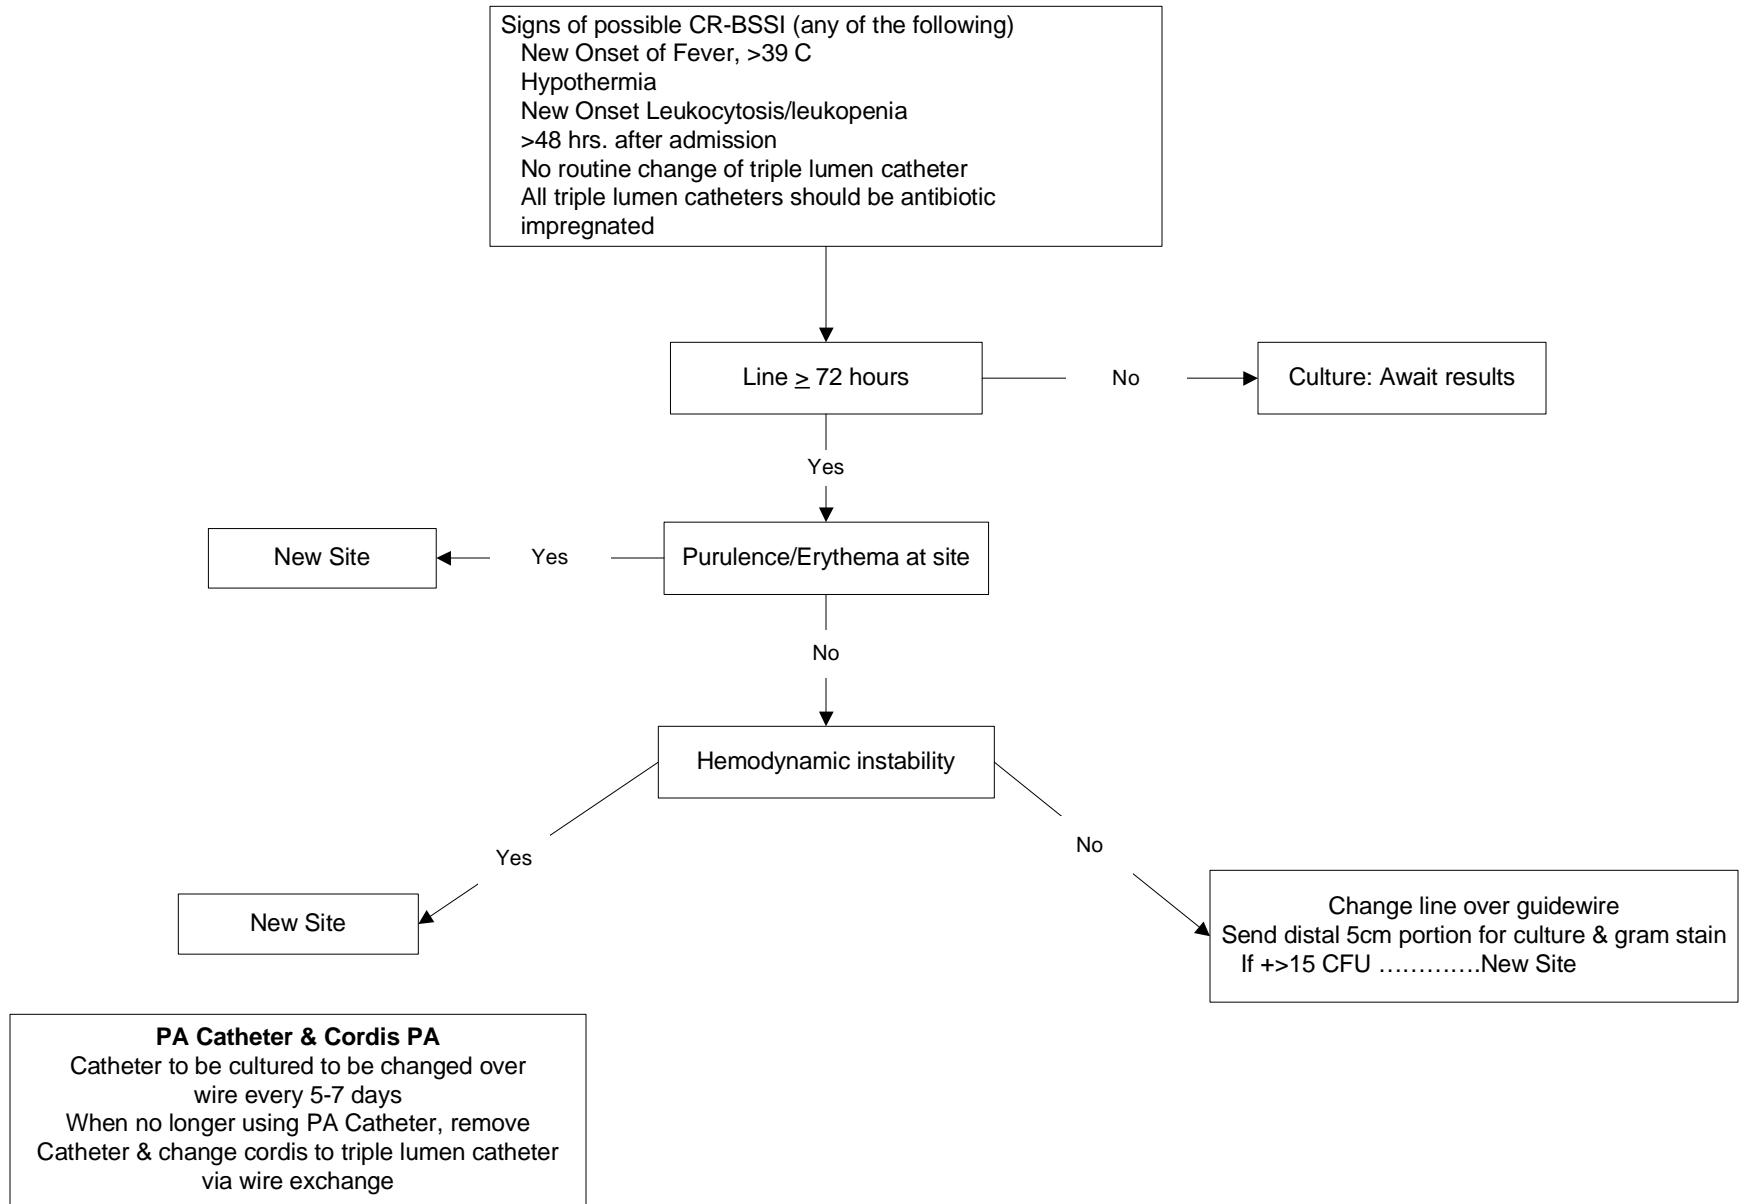 Signs of possible CR-BSSI (any of the following)
New Onset of Fever, >39 C
Hypothermia
New Onset Leukocytosis/leukopenia
>48 hrs. after admission
No routine change of triple lumen catheter
All triple lumen catheters should be antibiotic
impregnated
Line ≥ 72 hours
No
Culture: Await results
Yes
New Site
Yes
Purulence/Erythema at site
No
Hemodynamic instability
Yes
No
New Site
Change line over guidewire
Send distal 5cm portion for culture & gram stain
If +>15 CFU ………….New Site
PA Catheter & Cordis PA
Catheter to be cultured to be changed over
wire every 5-7 days
When no longer using PA Catheter, remove
Catheter & change cordis to triple lumen catheter
via wire exchange